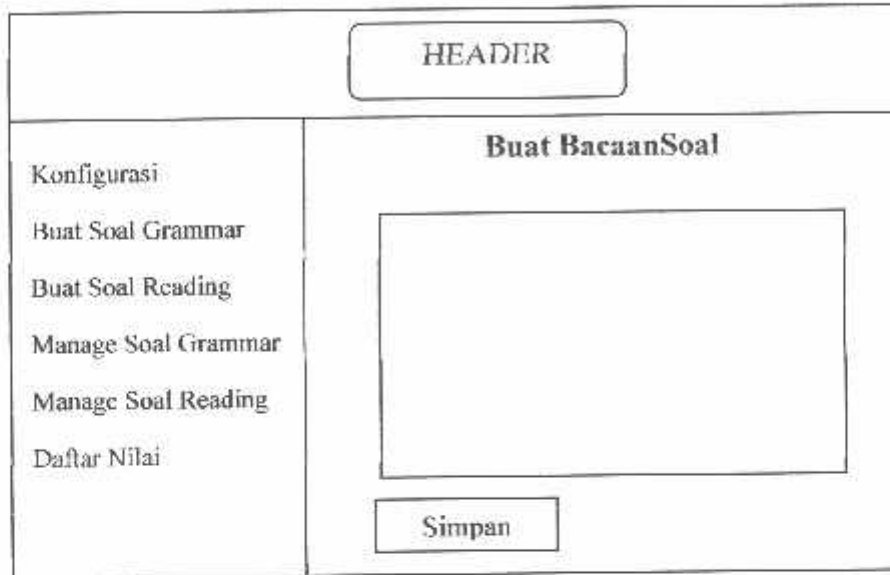 HEADER
Buat BacaanSoal
Konfigurasi
Buat Soal Grammar
Buat Soal Reading
Manage Soal Grammar
Manage Soal Reading
Daftar Nilai
Simpan